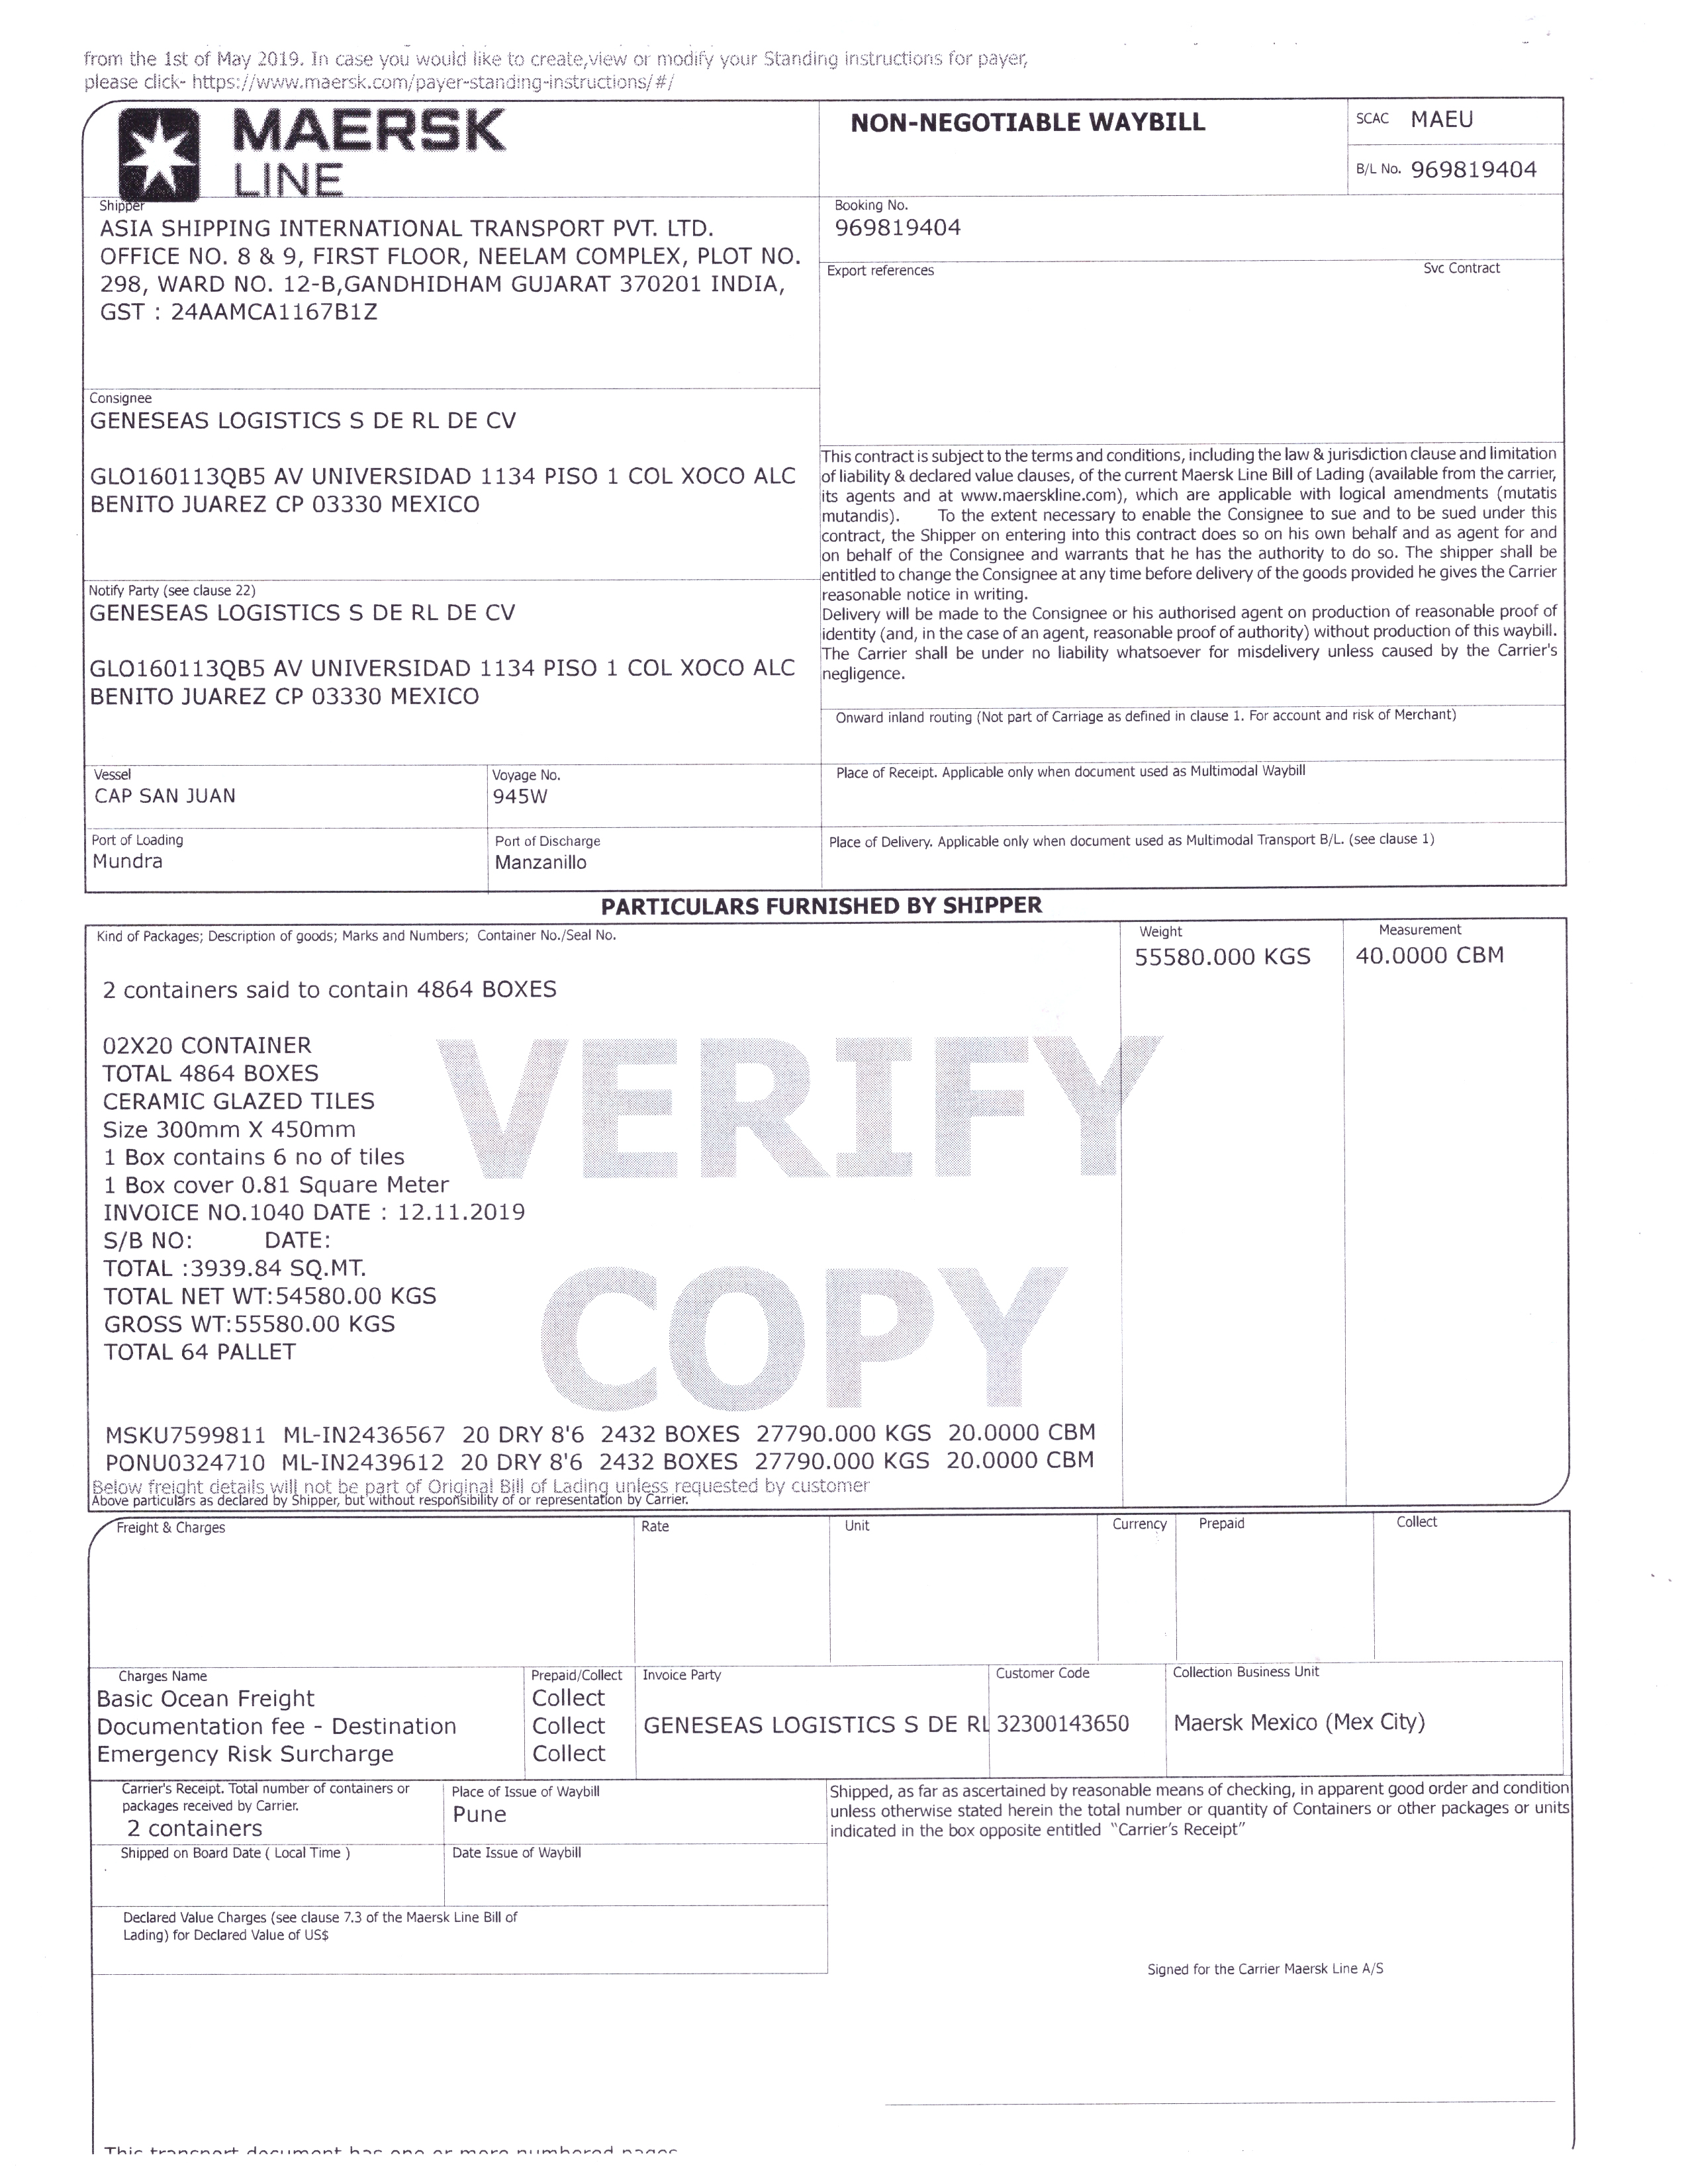 from the 1st of May 2019. In case you would like to create,view or modify your Standing instructions for payer,
please click- https://www.maersk.com/payer-standing-instructions/#/
MAERSK
LINE
NON-NEGOTIABLE WAYBILL
SCAC MAEU
B/L No. 969819404
Shipper
ASIA SHIPPING INTERNATIONAL TRANSPORT PVT. LTD.
OFFICE NO. 8 & 9, FIRST FLOOR, NEELAM COMPLEX, PLOT NO.
298, WARD NO. 12-B,GANDHIDHAM GUJARAT 370201 INDIA,
GST : 24AAMCA1167B1Z
Booking No.
969819404
Export references
Svc Contract
Consignee
GENESEAS LOGISTICS S DE RL DE CV
GLO160113QB5 AV UNIVERSIDAD 1134 PISO 1 COL XOCO ALC
BENITO JUAREZ CP 03330 MEXICO
This contract is subject to the terms and conditions, including the law & jurisdiction clause and limitation
of liability & declared value clauses, of the current Maersk Line Bill of Lading (available from the carrier,
its agents and at www.maerskline.com), which are applicable with logical amendments (mutatis
mutandis). To the extent necessary to enable the Consignee to sue and to be sued under this
contract, the Shipper on entering into this contract does so on his own behalf and as agent for and
on behalf of the Consignee and warrants that he has the authority to do so. The shipper shall be
entitled to change the Consignee at any time before delivery of the goods provided he gives the Carrier
reasonable notice in writing.
Delivery will be made to the Consignee or his authorised agent on production of reasonable proof of
identity (and, in the case of an agent, reasonable proof of authority) without production of this waybill.
The Carrier shall be under no liability whatsoever for misdelivery unless caused by the Carrier's
negligence.
Notify Party (see clause 22)
GENESEAS LOGISTICS S DE RL DE CV
GLO160113QB5 AV UNIVERSIDAD 1134 PISO 1 COL XOCO ALC
BENITO JUAREZ CP 03330 MEXICO
Onward inland routing (Not part of Carriage as defined in clause 1. For account and risk of Merchant)
Vessel
CAP SAN JUAN
Voyage No.
945W
Place of Receipt. Applicable only when document used as Multimodal Waybill
Port of Loading
Mundra
Port of Discharge
Manzanillo
Place of Delivery. Applicable only when document used as Multimodal Transport B/L. (see clause 1)
PARTICULARS FURNISHED BY SHIPPER
Kind of Packages; Description of goods; Marks and Numbers; Container No./Seal No.
Weight
55580.000 KGS
Measurement
40.0000 CBM
2 containers said to contain 4864 BOXES
02X20 CONTAINER
TOTAL 4864 BOXES
CERAMIC GLAZED TILES
Size 300mm X 450mm
1 Box contains 6 no of tiles
1 Box cover 0.81 Square Meter
INVOICE NO.1040 DATE : 12.11.2019
S/B NO: DATE:
TOTAL :3939.84 SQ.MT.
TOTAL NET WT:54580.00 KGS
GROSS WT:55580.00 KGS
TOTAL 64 PALLET
VERIFY
COPY
MSKU7599811 ML-IN2436567 20 DRY 8'6 2432 BOXES 27790.000 KGS 20.0000 CBM
PONU0324710 ML-IN2439612 20 DRY 8'6 2432 BOXES 27790.000 KGS 20.0000 CBM
Below freight details will not be part of Original Bill of Lading unless requested by customer
Above particulars as declared by Shipper, but without responsibility of or representation by Carrier.
Freight & Charges
Rate
Unit
Currency
Prepaid
Collect
Charges Name
Prepaid/Collect
Invoice Party
Customer Code
Collection Business Unit
Basic Ocean Freight Collect
Documentation fee - Destination Collect GENESEAS LOGISTICS S DE RL 32300143650 Maersk Mexico (Mex City)
Emergency Risk Surcharge Collect
Carrier's Receipt. Total number of containers or
packages received by Carrier.
2 containers
Place of Issue of Waybill
Pune
Shipped, as far as ascertained by reasonable means of checking, in apparent good order and condition
unless otherwise stated herein the total number or quantity of Containers or other packages or units
indicated in the box opposite entitled "Carrier's Receipt"
Shipped on Board Date ( Local Time )
Date Issue of Waybill
Declared Value Charges (see clause 7.3 of the Maersk Line Bill of
Lading) for Declared Value of US$
Signed for the Carrier Maersk Line A/S
This transport document has one or more numbered pages